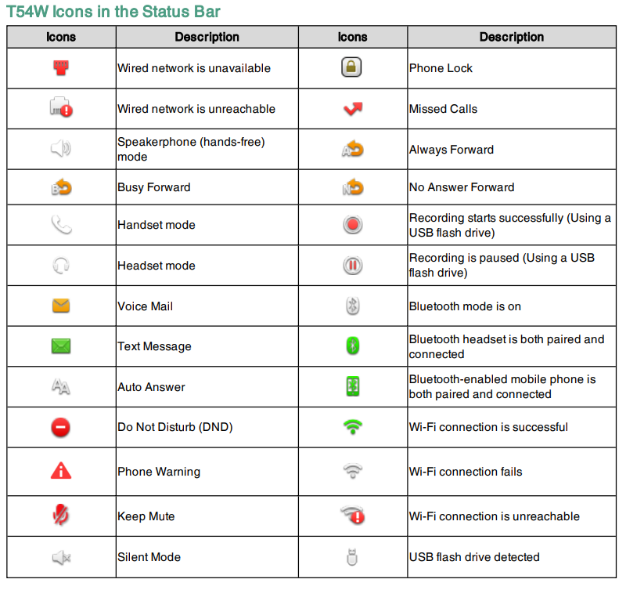 T54W Icons in the Status Bar
Icons Description Icons Description
Wired network is unavailable Phone Lock
Wired network is unreachable Missed Calls
Speakerphone (hands-free)
mode
Always Forward
Busy Forward No Answer Forward
Handset mode
Recording starts successfully (Using a
USB flash drive)
Headset mode
Recording is paused (Using a USB
flash drive)
Voice Mail Bluetooth mode is on
Text Message
Bluetooth headset is both paired and
connected
Auto Answer
Bluetooth-enabled mobile phone is
both paired and connected
Do Not Disturb (DND) Wi-Fi connection is successful
Phone Warning Wi-Fi connection fails
Keep Mute Wi-Fi connection is unreachable
Silent Mode USB flash drive detected